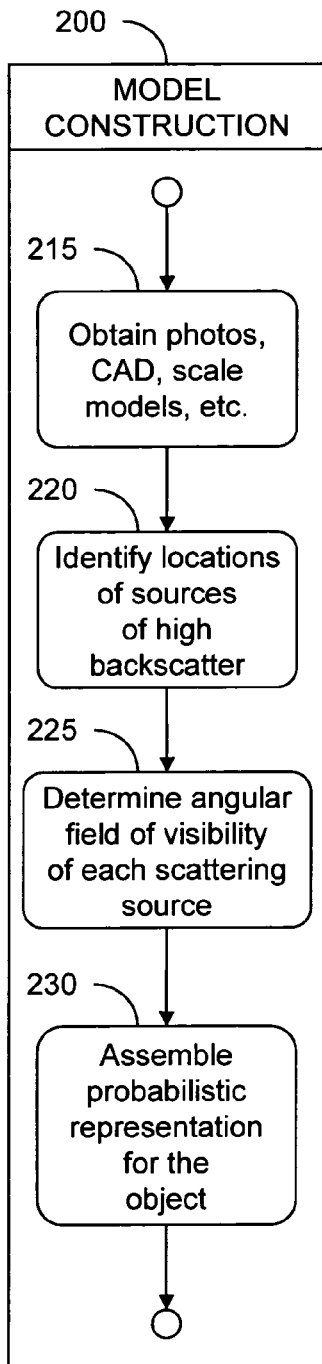 200
MODEL
CONSTRUCTION
215
Obtain photos,
CAD, scale
models, etc.
220
Identify locations
of sources
of high
backscatter
225
Determine angular
field of visibility
of each scattering
source
230
Assemble
probabilistic
representation
for the
object